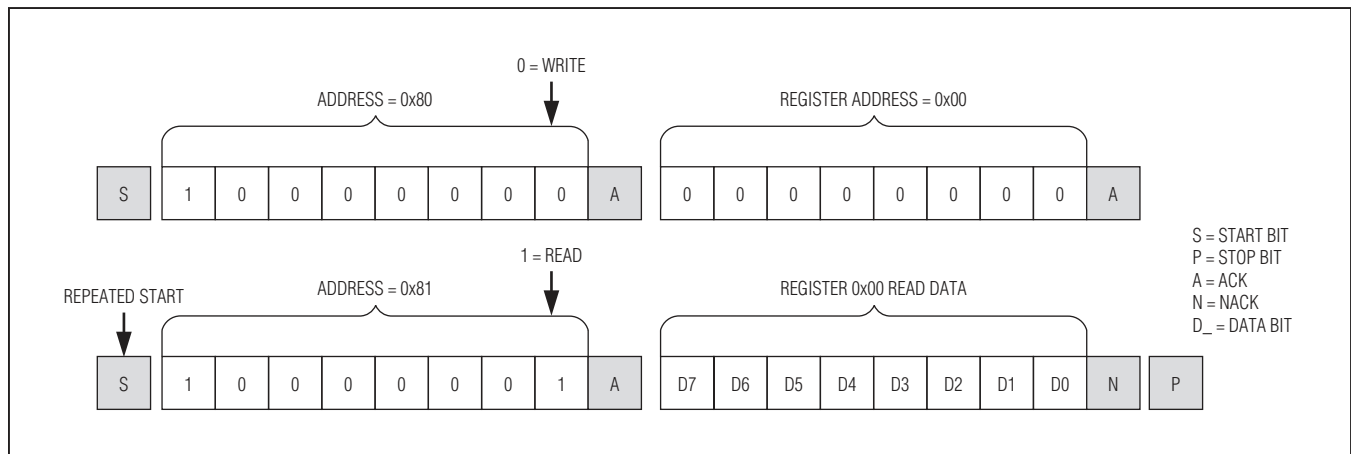 0 = WRITE
ADDRESS = 0x80 REGISTER ADDRESS = 0x00
S 1 0 0 0 0 0 0 0 A 0 0 0 0 0 0 0 0 A
1 = READ
REPEATED START ADDRESS = 0x81 REGISTER 0x00 READ DATA
S 1 0 0 0 0 0 0 1 A D7 D6 D5 D4 D3 D2 D1 D0 N P
S = START BIT
P = STOP BIT
A = ACK
N = NACK
D_ = DATA BIT